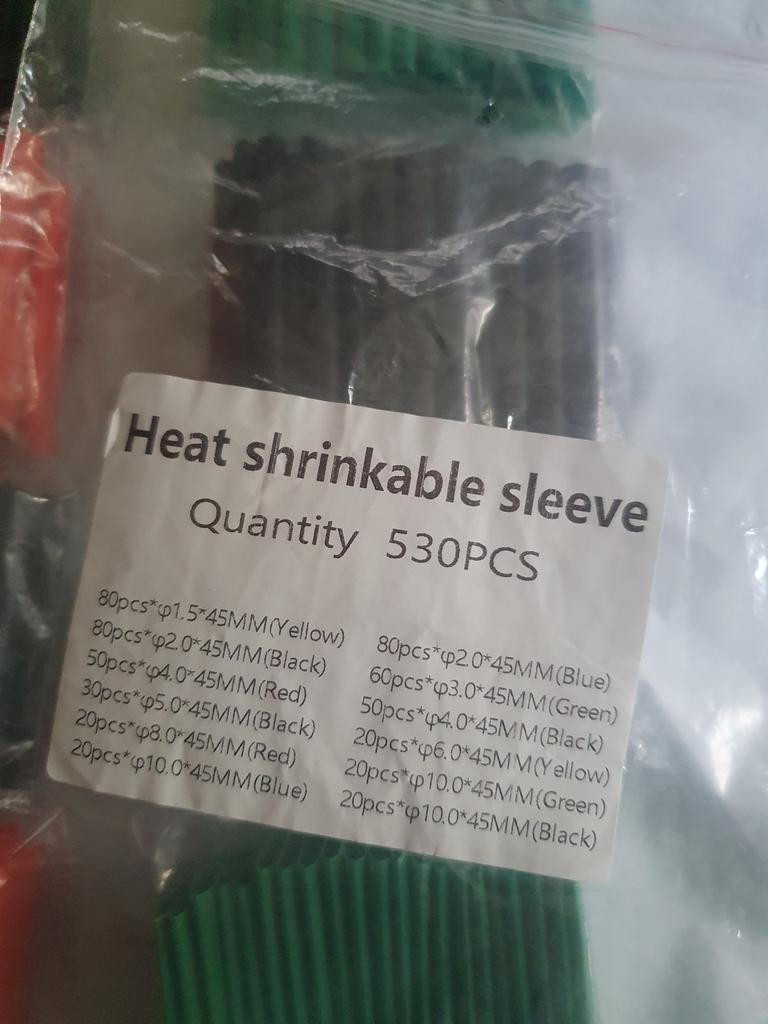 Heat shrinkable sleeve
Quantity 530PCS
80pcs*φ1.5*45MM(Yellow)
80pcs*φ2.0*45MM(Black)
50pcs*φ4.0*45MM(Red)
30pcs*φ5.0*45MM(Black)
20pcs*φ8.0*45MM(Red)
20pcs*φ10.0*45MM(Blue)
80pcs*φ2.0*45MM(Blue)
60pcs*φ3.0*45MM(Green)
50pcs*φ4.0*45MM(Black)
20pcs*φ6.0*45MM(Yellow)
20pcs*φ10.0*45MM(Green)
20pcs*φ10.0*45MM(Black)